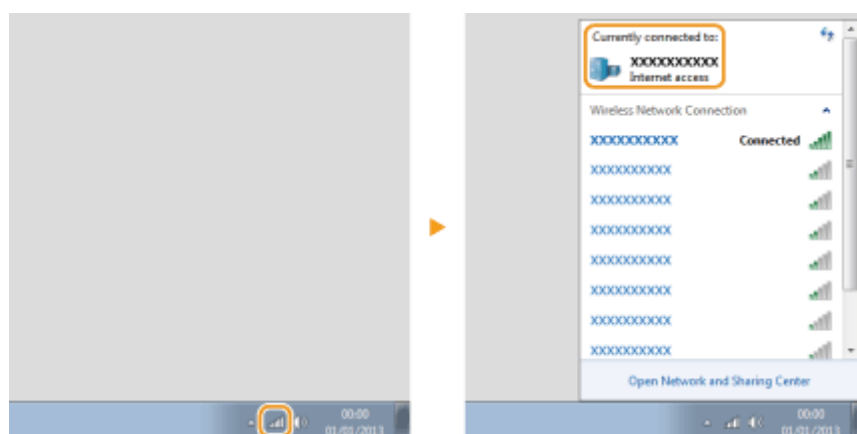 00:00
01/01/2013
Currently connected to:
XXXXXXXXXX
Internet access
Wireless Network Connection
XXXXXXXXXX Connected
XXXXXXXXXX
XXXXXXXXXX
XXXXXXXXXX
XXXXXXXXXX
XXXXXXXXXX
XXXXXXXXXX
XXXXXXXXXX
Open Network and Sharing Center
00:00
01/01/2013